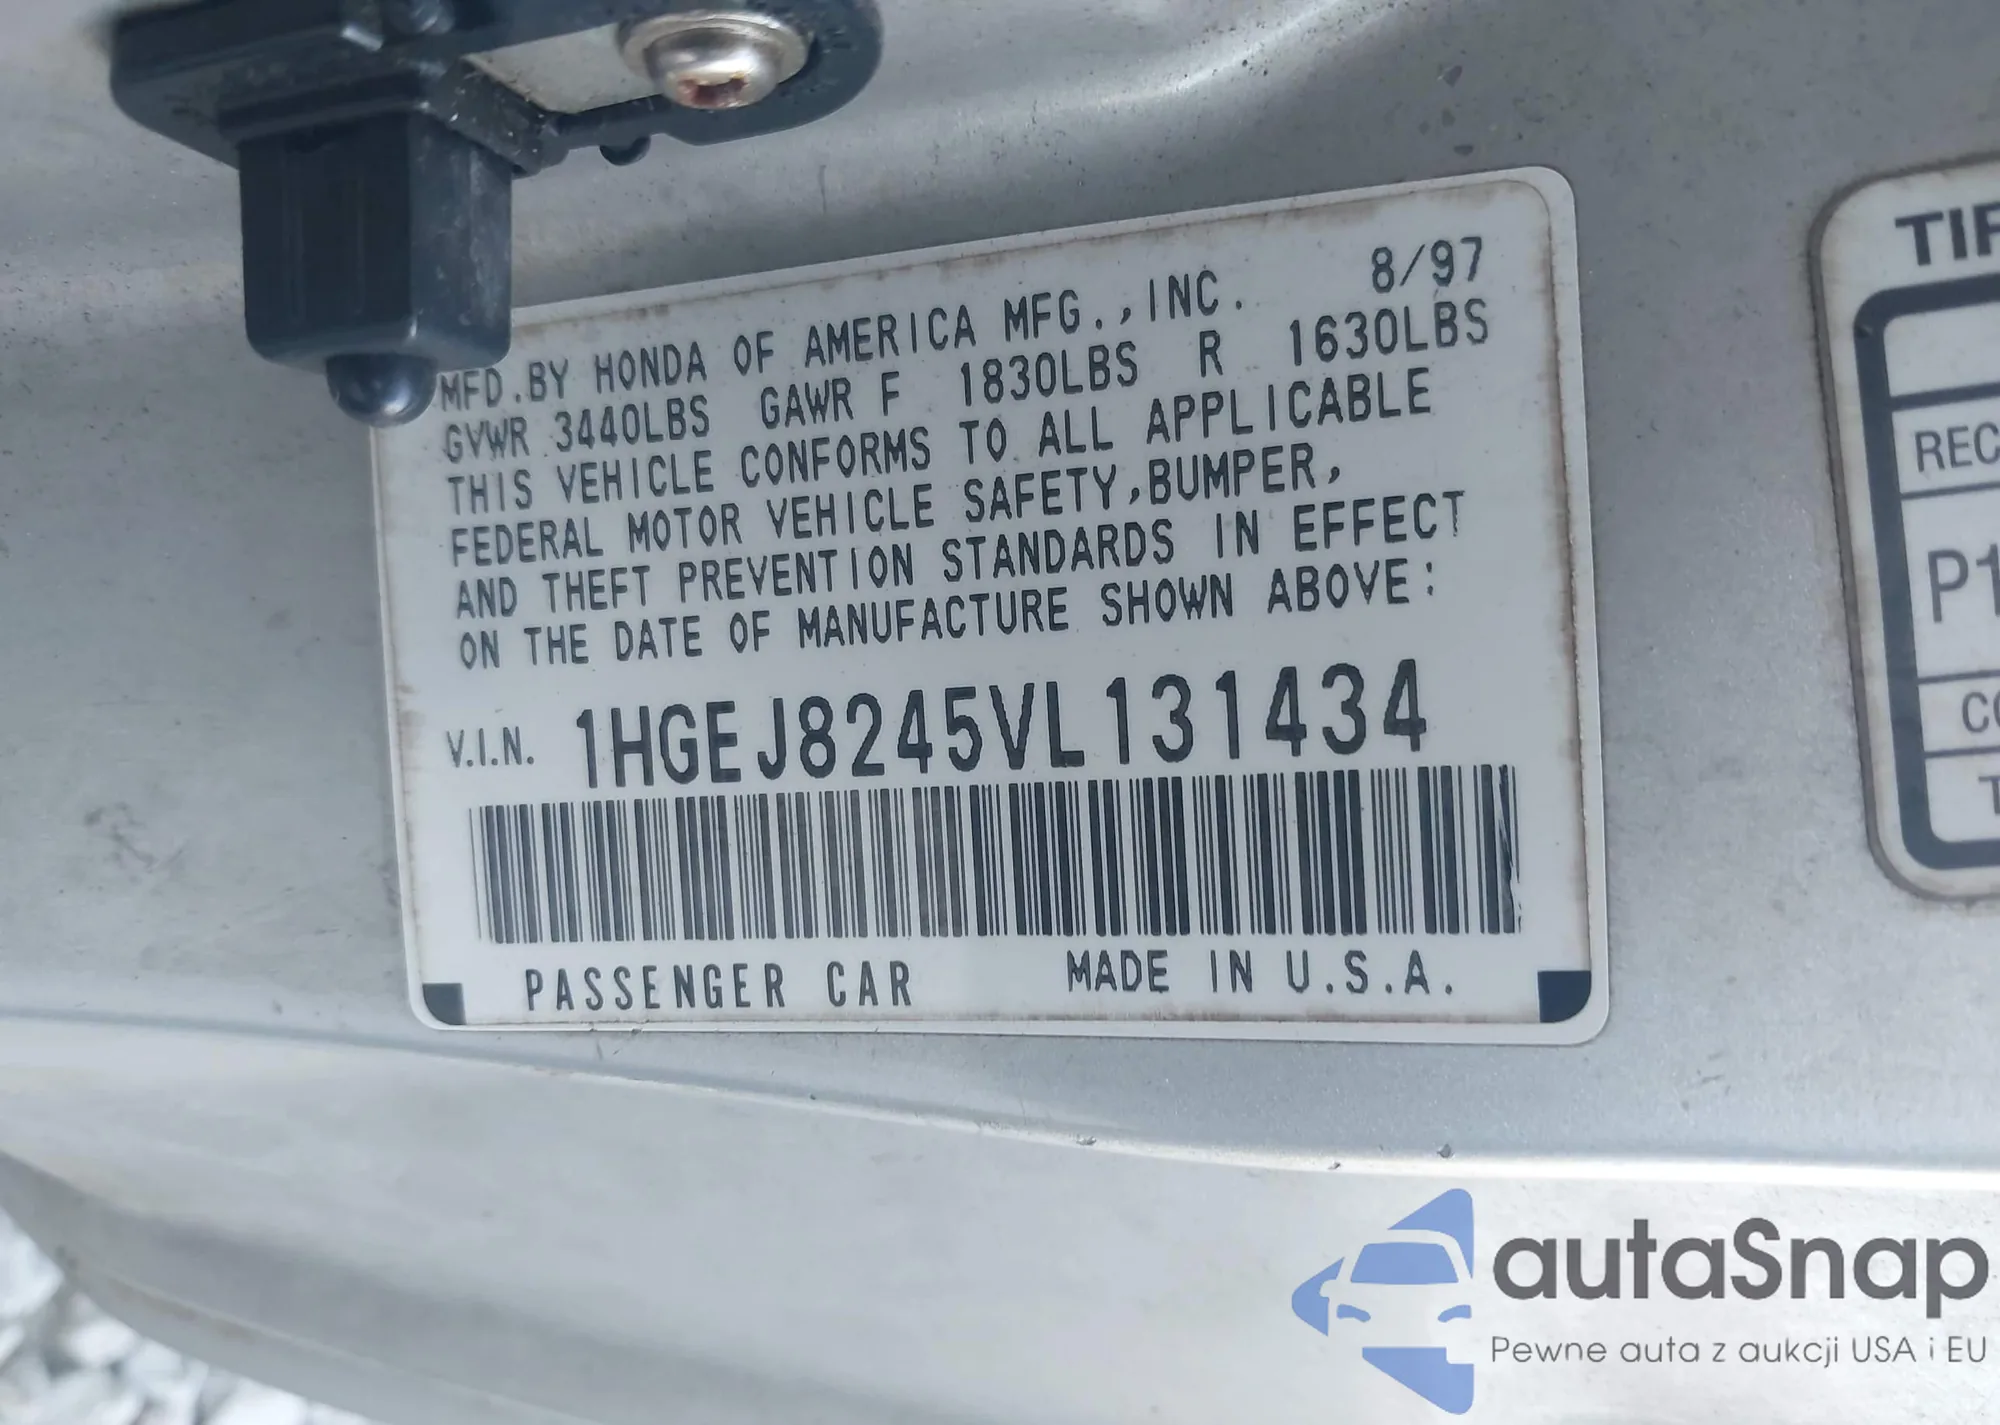 MFD.BY HONDA OF AMERICA MFG.,INC. 8/97
GVWR 3440LBS GAWR F 1830LBS R 1630LBS
THIS VEHICLE CONFORMS TO ALL APPLICABLE
FEDERAL MOTOR VEHICLE SAFETY,BUMPER,
AND THEFT PREVENTION STANDARDS IN EFFECT
ON THE DATE OF MANUFACTURE SHOWN ABOVE:
V.I.N. 1HGEJ8245VL131434
PASSENGER CAR MADE IN U.S.A.
autaSnap
Pewne auta z aukcji USA i EU